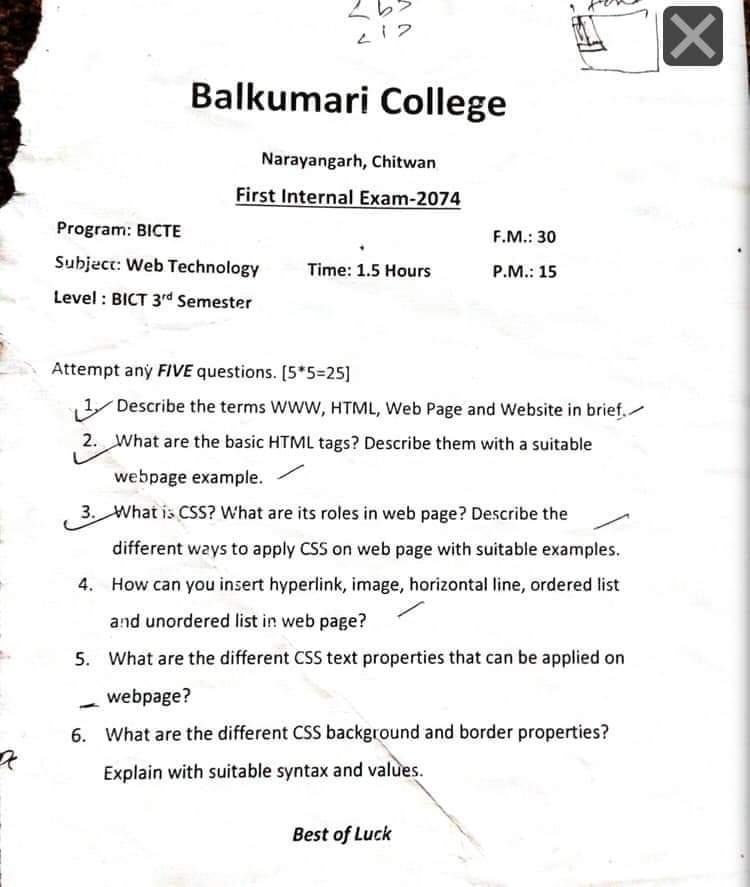 Balkumari College
Narayangarh, Chitwan
First Internal Exam-2074
Program: BICTE
F.M.: 30
Subject: Web Technology Time: 1.5 Hours P.M.: 15
Level : BICT 3rd Semester
Attempt any FIVE questions. [5*5=25]
1. Describe the terms WWW, HTML, Web Page and Website in brief.
2. What are the basic HTML tags? Describe them with a suitable
webpage example.
3. What is CSS? What are its roles in web page? Describe the
different ways to apply CSS on web page with suitable examples.
4. How can you insert hyperlink, image, horizontal line, ordered list
and unordered list in web page?
5. What are the different CSS text properties that can be applied on
webpage?
6. What are the different CSS background and border properties?
Explain with suitable syntax and values.
Best of Luck